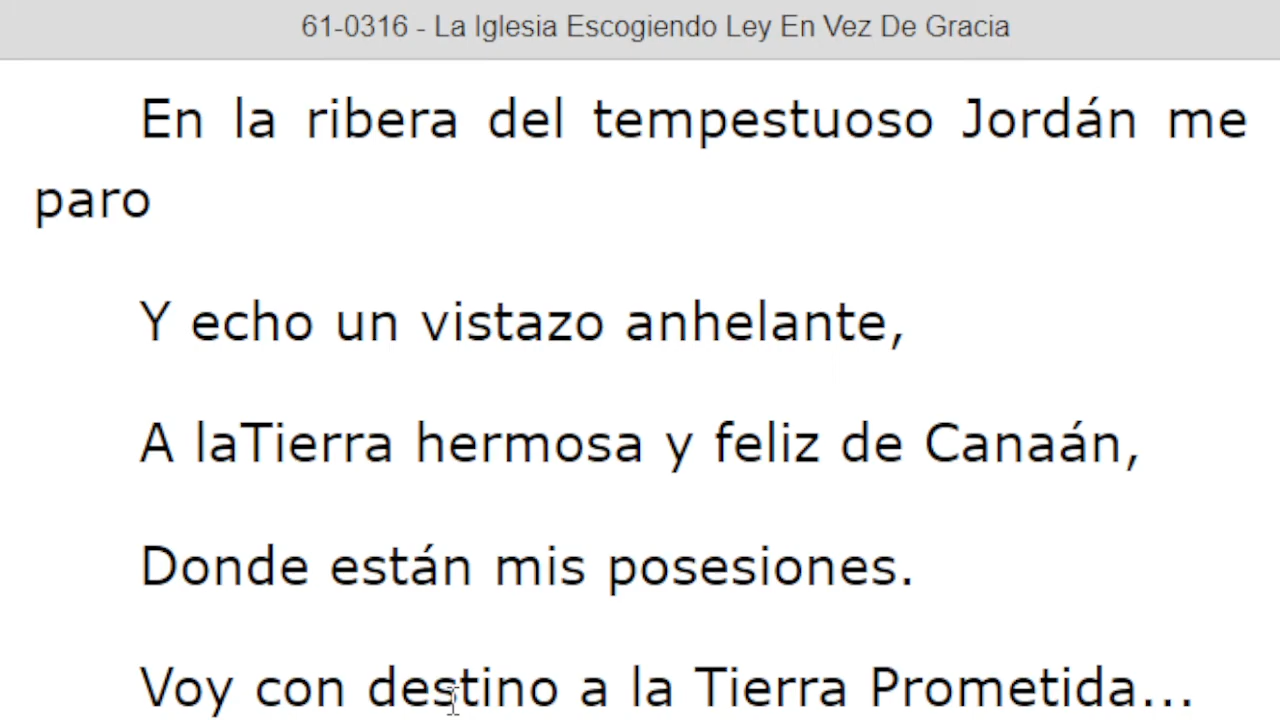 61-0316 - La Iglesia Escogiendo Ley En Vez De Gracia
En la ribera del tempestuoso Jordán me
paro
Y echo un vistazo anhelante,
A laTierra hermosa y feliz de Canaán,
Donde están mis posesiones.
Voy con destino a la Tierra Prometida...